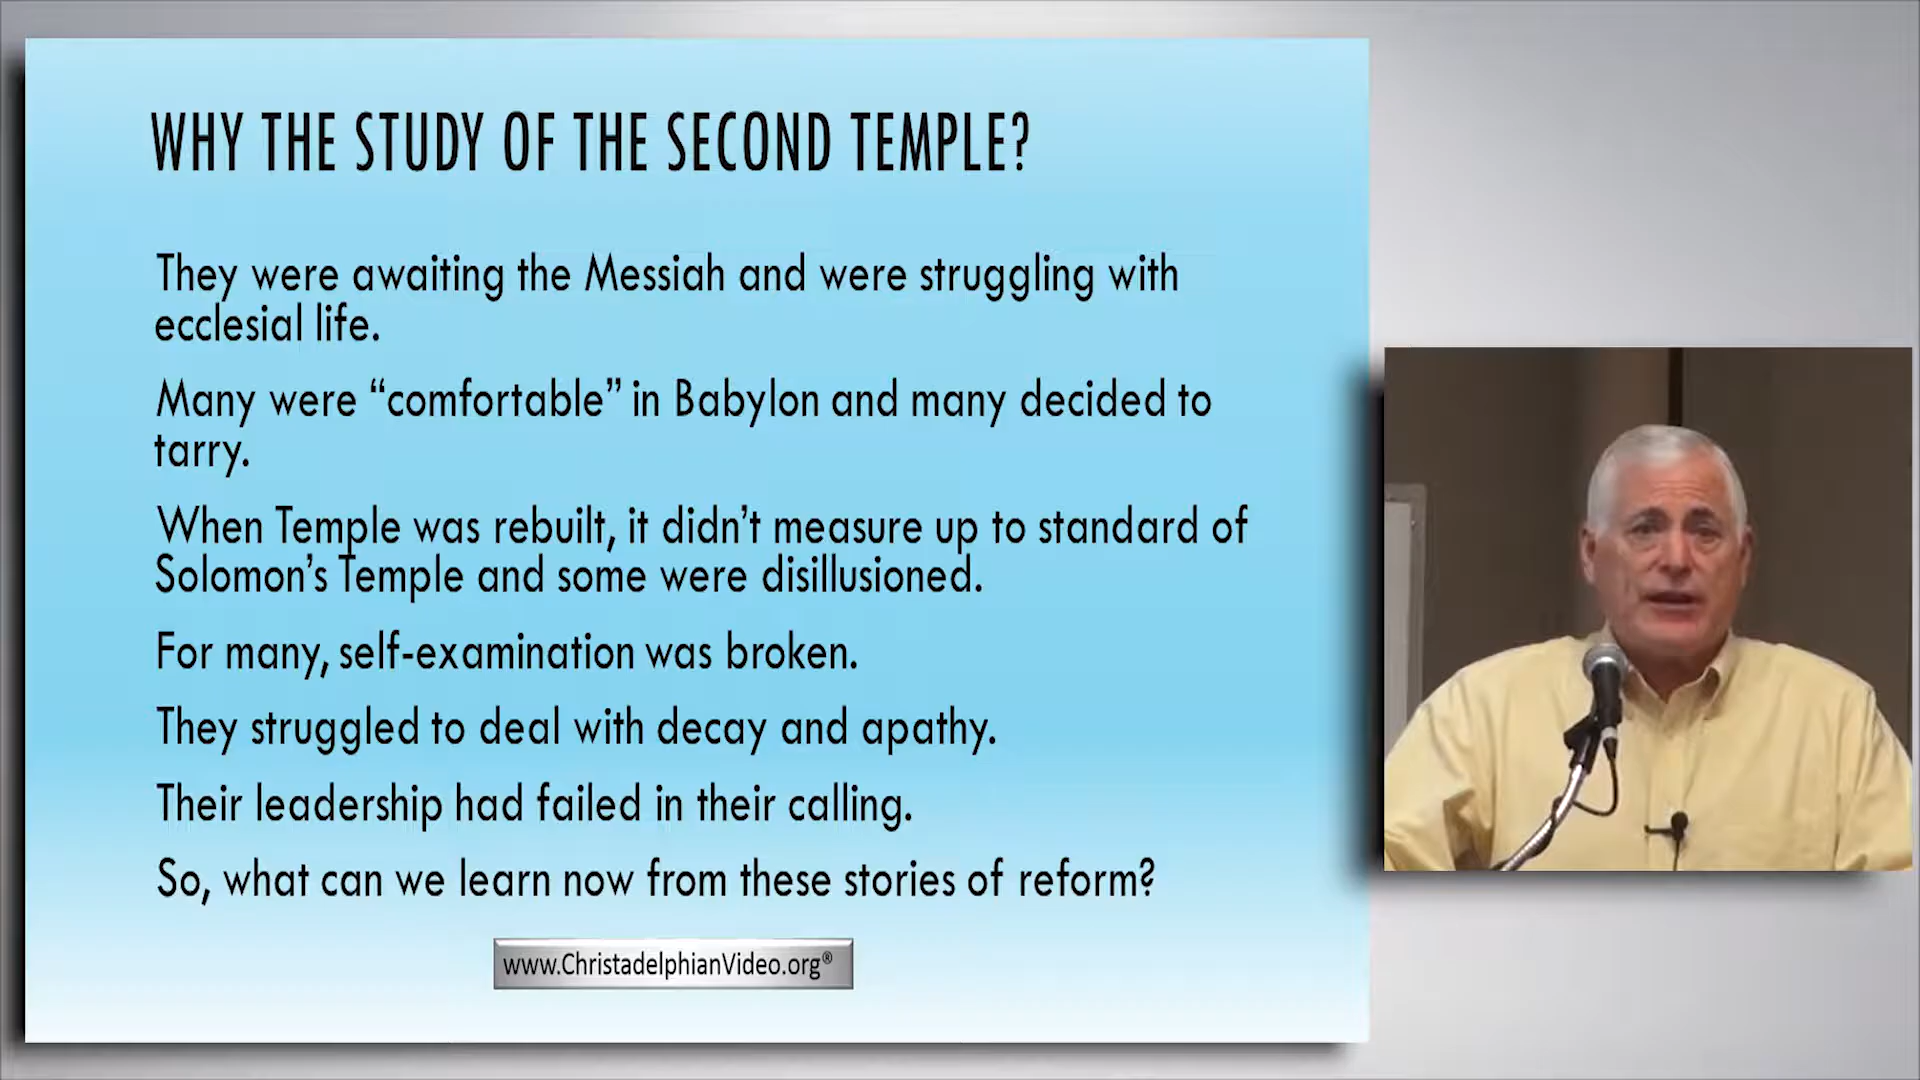 WHY THE STUDY OF THE SECOND TEMPLE?
They were awaiting the Messiah and were struggling with
ecclesial life.
Many were “comfortable” in Babylon and many decided to
tarry.
When Temple was rebuilt, it didn’t measure up to standard of
Solomon’s Temple and some were disillusioned.
For many, self-examination was broken.
They struggled to deal with decay and apathy.
Their leadership had failed in their calling.
So, what can we learn now from these stories of reform?
www.ChristadelphianVideo.org®